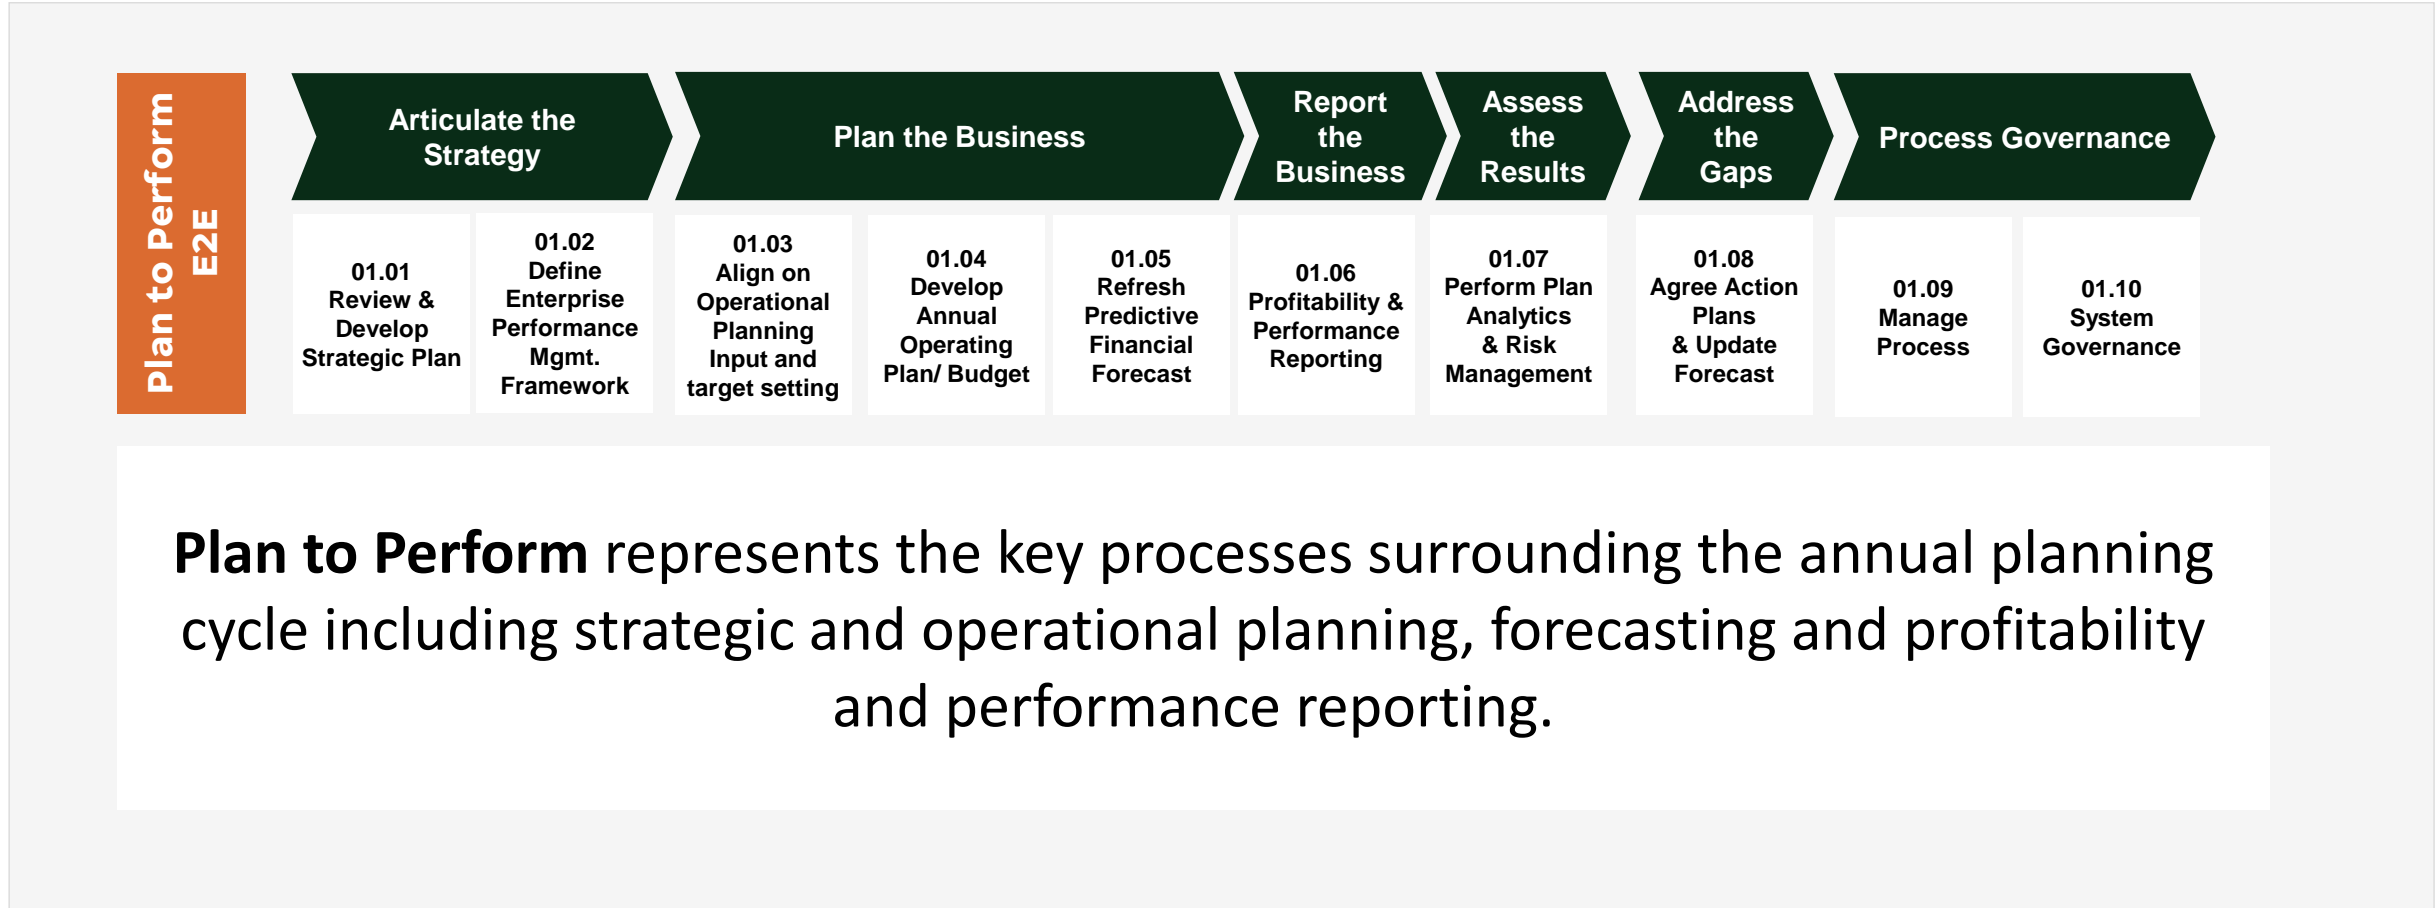 Plan to Perform
E2E
Articulate the
Strategy
Plan the Business
Report
the
Business
Assess
the
Results
Address
the
Gaps
Process Governance
01.01
Review &
Develop
Strategic Plan
01.02
Define
Enterprise
Performance
Mgmt.
Framework
01.03
Align on
Operational
Planning
Input and
target setting
01.04
Develop
Annual
Operating
Plan/ Budget
01.05
Refresh
Predictive
Financial
Forecast
01.06
Profitability &
Performance
Reporting
01.07
Perform Plan
Analytics
& Risk
Management
01.08
Agree Action
Plans
& Update
Forecast
01.09
Manage
Process
01.10
System
Governance
Plan to Perform represents the key processes surrounding the annual planning
cycle including strategic and operational planning, forecasting and profitability
and performance reporting.